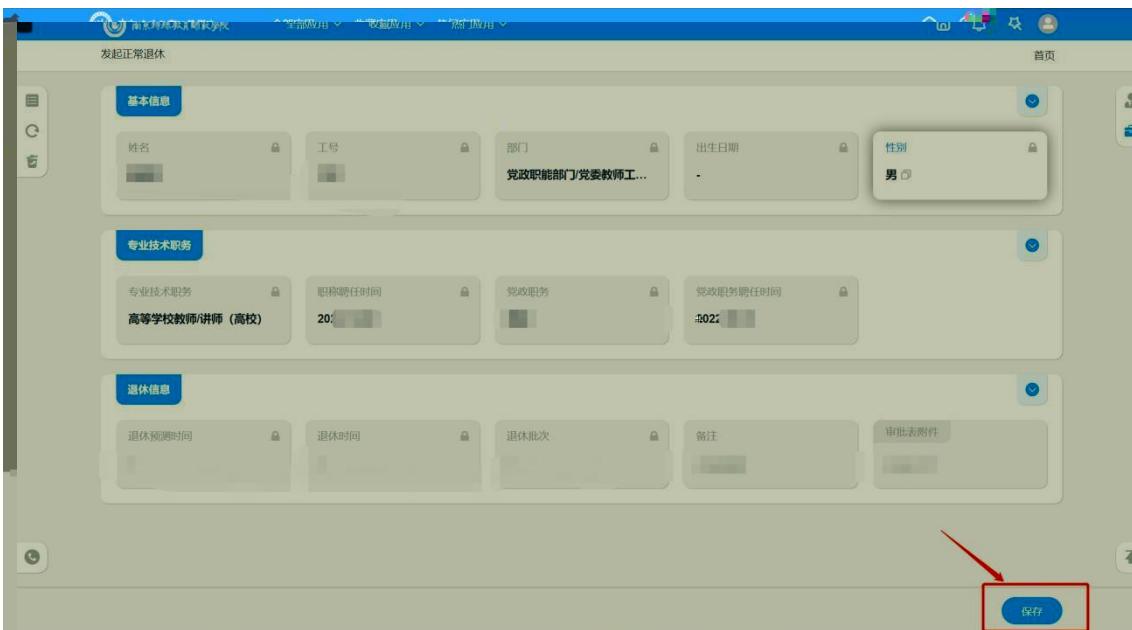 发起正常退休 首页
基本信息
姓名 工号 部门 出生日期 性别
党政职能部门/党委教师工... - 男
专业技术职务
专业技术职务 职称聘任时间 党政职务 党政职务聘任时间
高等学校教师/讲师（高校） 2022
退休信息
退休预测时间 退休时间 退休批次 备注 审批表附件
保存